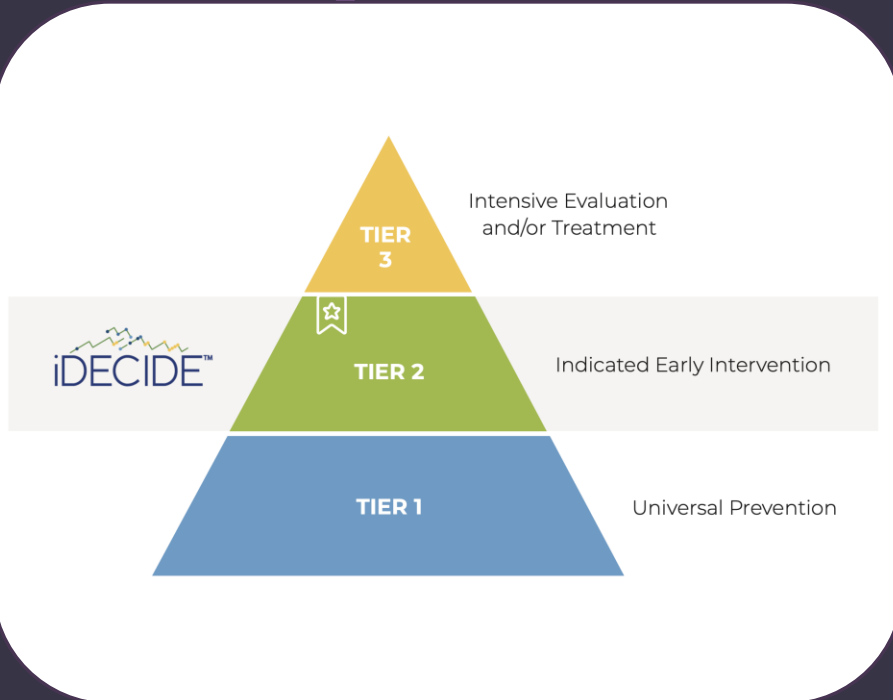 Intensive Evaluation
and/or Treatment
TIER
3
iDECIDE™
TIER 2
Indicated Early Intervention
TIER 1
Universal Prevention